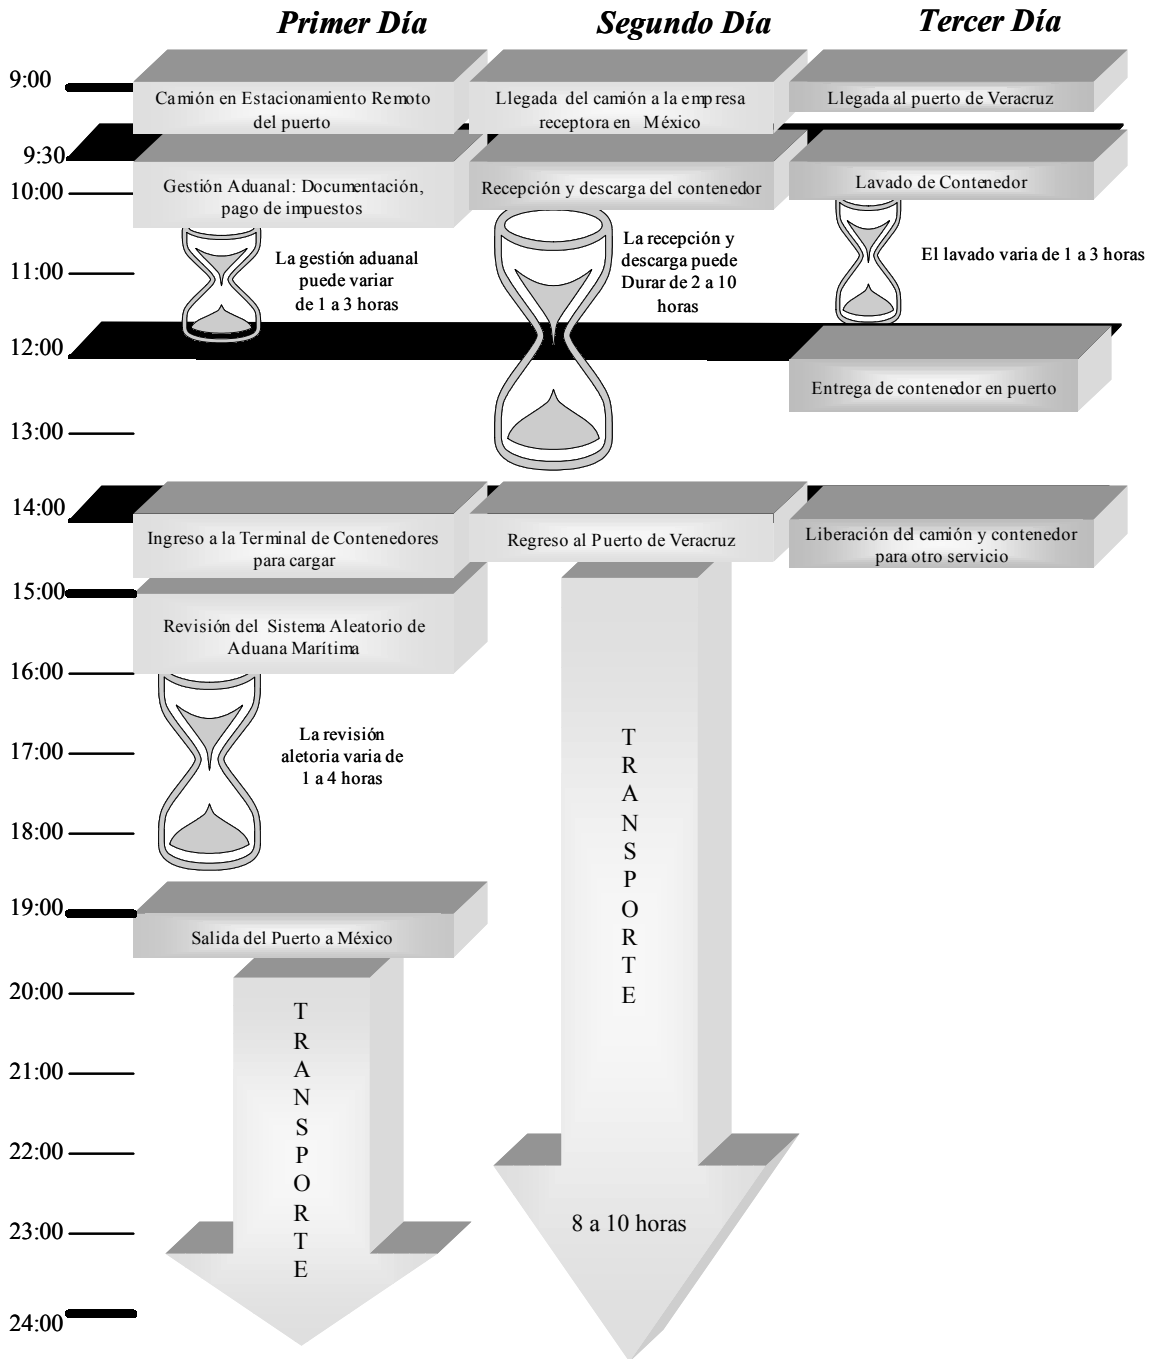 Primer Día
Segundo Día
Tercer Día
9:00
Camión en Estacionamiento Remoto
del puerto
Llegada del camión a la empresa
receptora en México
Llegada al puerto de Veracruz
9:30
10:00
Gestión Aduanal: Documentación,
pago de impuestos
Recepción y descarga del contenedor
Lavado de Contenedor
11:00
La gestión aduanal
puede variar
de 1 a 3 horas
La recepción y
descarga puede
Durar de 2 a 10
horas
El lavado varia de 1 a 3 horas
12:00
Entrega de contenedor en puerto
13:00
14:00
Ingreso a la Terminal de Contenedores
para cargar
Regreso al Puerto de Veracruz
Liberación del camión y contenedor
para otro servicio
15:00
Revisión del Sistema Aleatorio de
Aduana Marítima
16:00
17:00
La revisión
aletoria varia de
1 a 4 horas
18:00
19:00
Salida del Puerto a México
20:00
21:00
22:00
23:00
24:00
T
R
A
N
S
P
O
R
T
E
T
R
A
N
S
P
O
R
T
E
8 a 10 horas